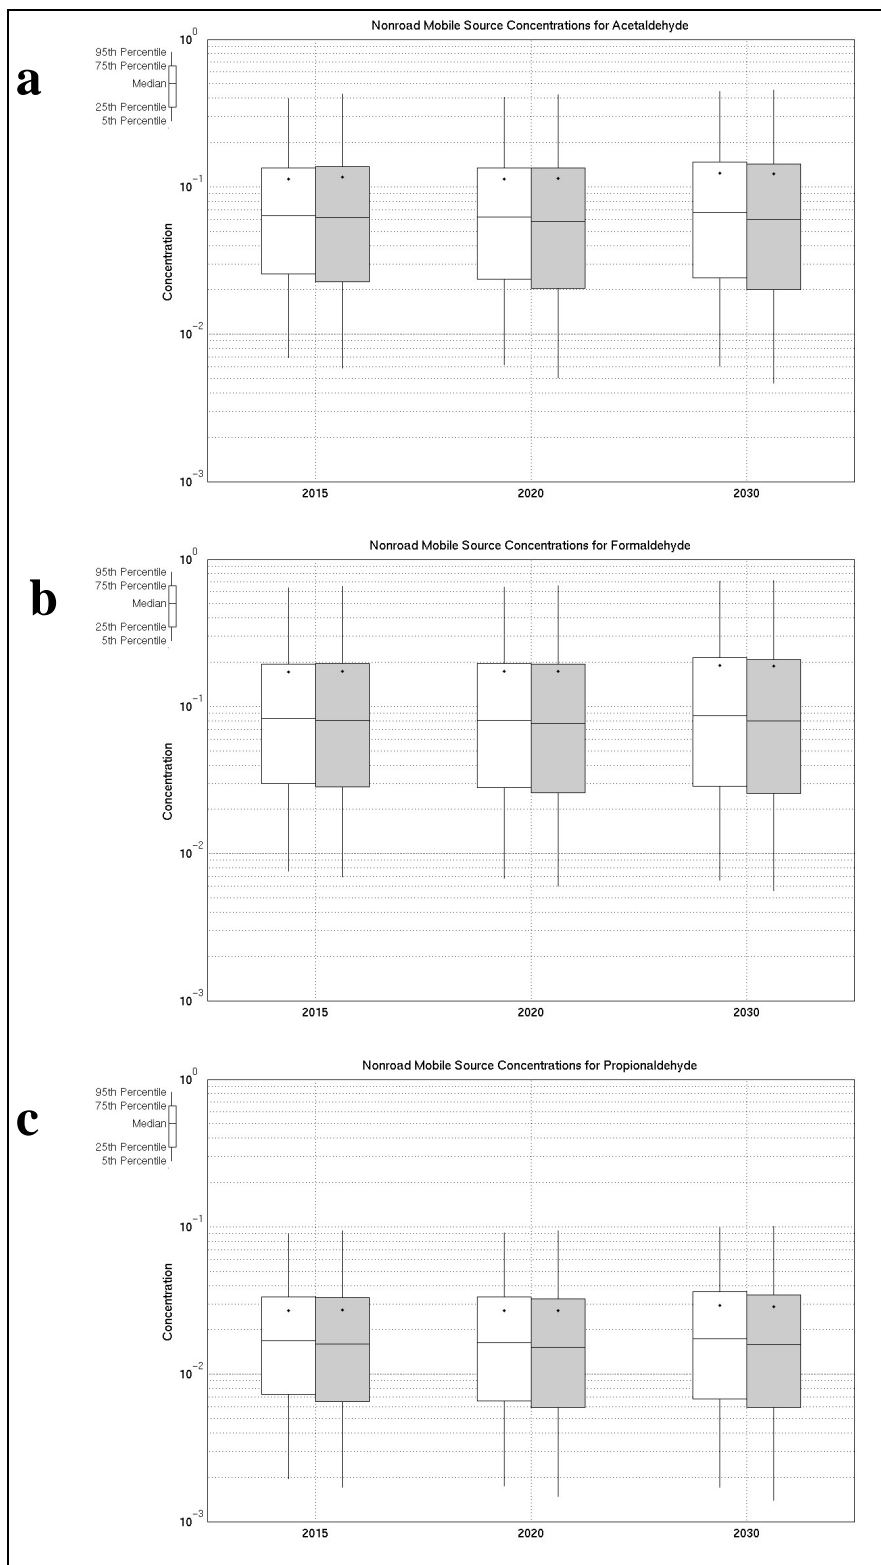 Nonroad Mobile Source Concentrations for Acetaldehyde
a
95th Percentile
75th Percentile
Median
25th Percentile
5th Percentile
Concentration
10^0
10^-1
10^-2
10^-3
2015 2020 2030
Nonroad Mobile Source Concentrations for Formaldehyde
b
95th Percentile
75th Percentile
Median
25th Percentile
5th Percentile
Concentration
10^0
10^-1
10^-2
10^-3
2015 2020 2030
Nonroad Mobile Source Concentrations for Propionaldehyde
c
95th Percentile
75th Percentile
Median
25th Percentile
5th Percentile
Concentration
10^0
10^-1
10^-2
10^-3
2015 2020 2030